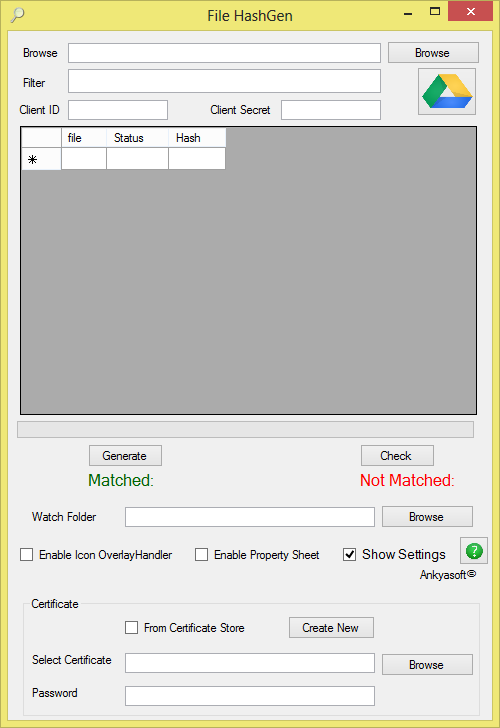 File HashGen
Browse Browse
Filter
Client ID Client Secret
file Status Hash
Generate Check
Matched: Not Matched:
Watch Folder Browse
Enable Icon OverlayHandler Enable Property Sheet Show Settings
Ankyasoft©
Certificate
From Certificate Store Create New
Select Certificate Browse
Password